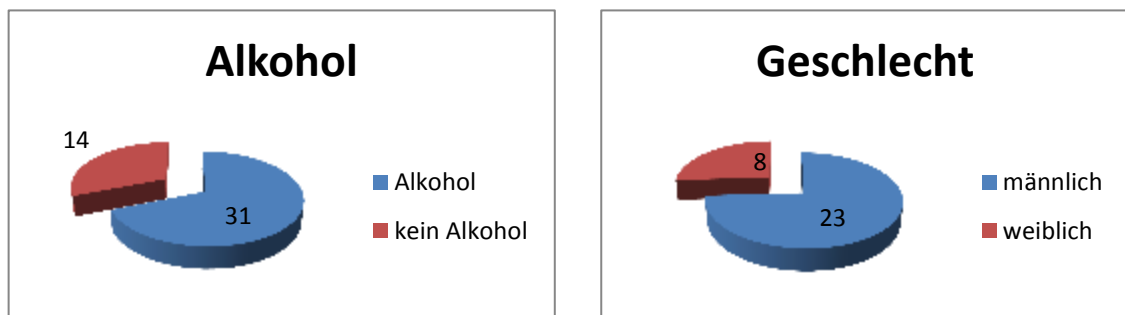 Alkohol
14
31
Alkohol
kein Alkohol
Geschlecht
8
23
männlich
weiblich